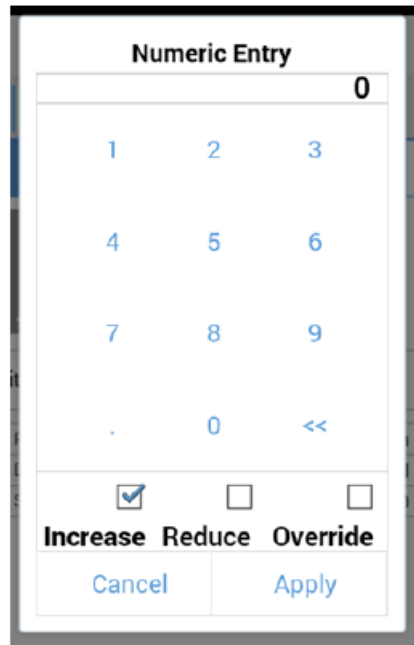 Numeric Entry
0
1 2 3
4 5 6
7 8 9
. 0 <<
Increase Reduce Override
Cancel Apply